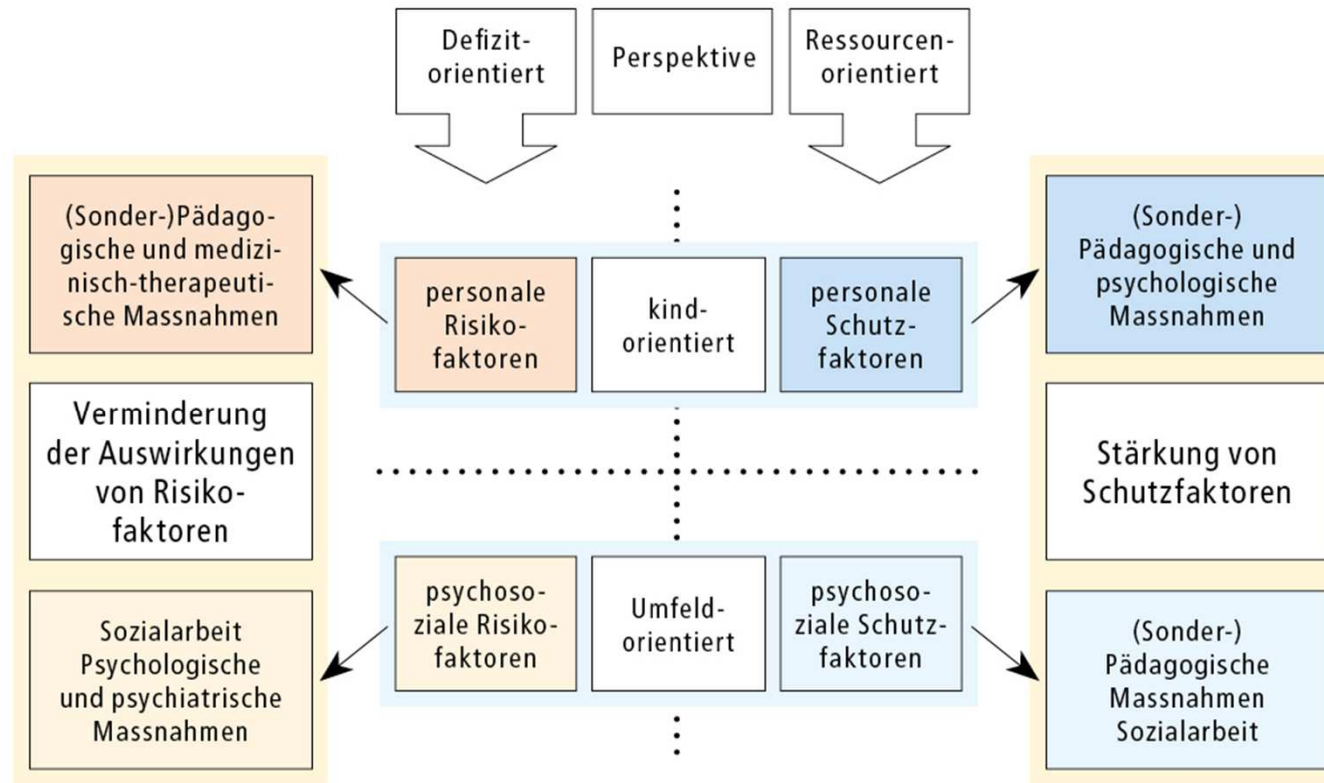 Defizit-
orientiert
Perspektive
Ressourcen-
orientiert
(Sonder-)Pädago-
gische und medizi-
nisch-therapeuti-
sche Massnahmen
personale
Risiko-
faktoren
kind-
orientiert
personale
Schutz-
faktoren
(Sonder-)
Pädagogische und
psychologische
Massnahmen
Verminderung
der Auswirkungen
von Risiko-
faktoren
Stärkung von
Schutzfaktoren
Sozialarbeit
Psychologische
und psychiatrische
Massnahmen
psychoso-
ziale Risiko-
faktoren
Umfeld-
orientiert
psychoso-
ziale Schutz-
faktoren
(Sonder-)
Pädagogische
Massnahmen
Sozialarbeit